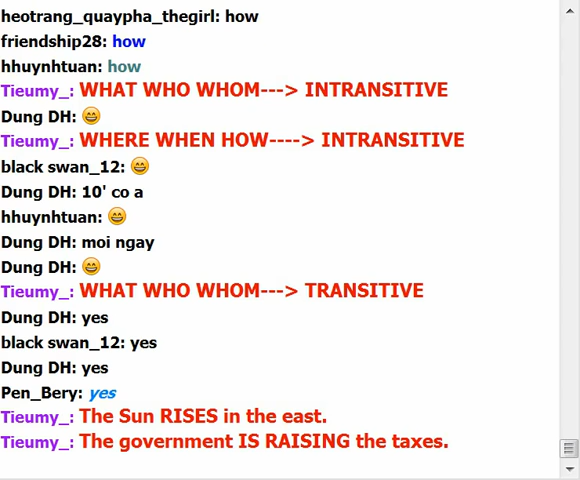 heotrang_quaypha_thegirl: how
friendship28: how
hhuynhtuan: how
Tieumy_: WHAT WHO WHOM---> INTRANSITIVE
Dung DH: 😄
Tieumy_: WHERE WHEN HOW----> INTRANSITIVE
black swan_12: 😄
Dung DH: 10' co a
hhuynhtuan: 😄
Dung DH: moi ngay
Dung DH: 😄
Tieumy_: WHAT WHO WHOM---> TRANSITIVE
Dung DH: yes
black swan_12: yes
Dung DH: yes
Pen_Bery: yes
Tieumy_: The Sun RISES in the east.
Tieumy_: The government IS RAISING the taxes.